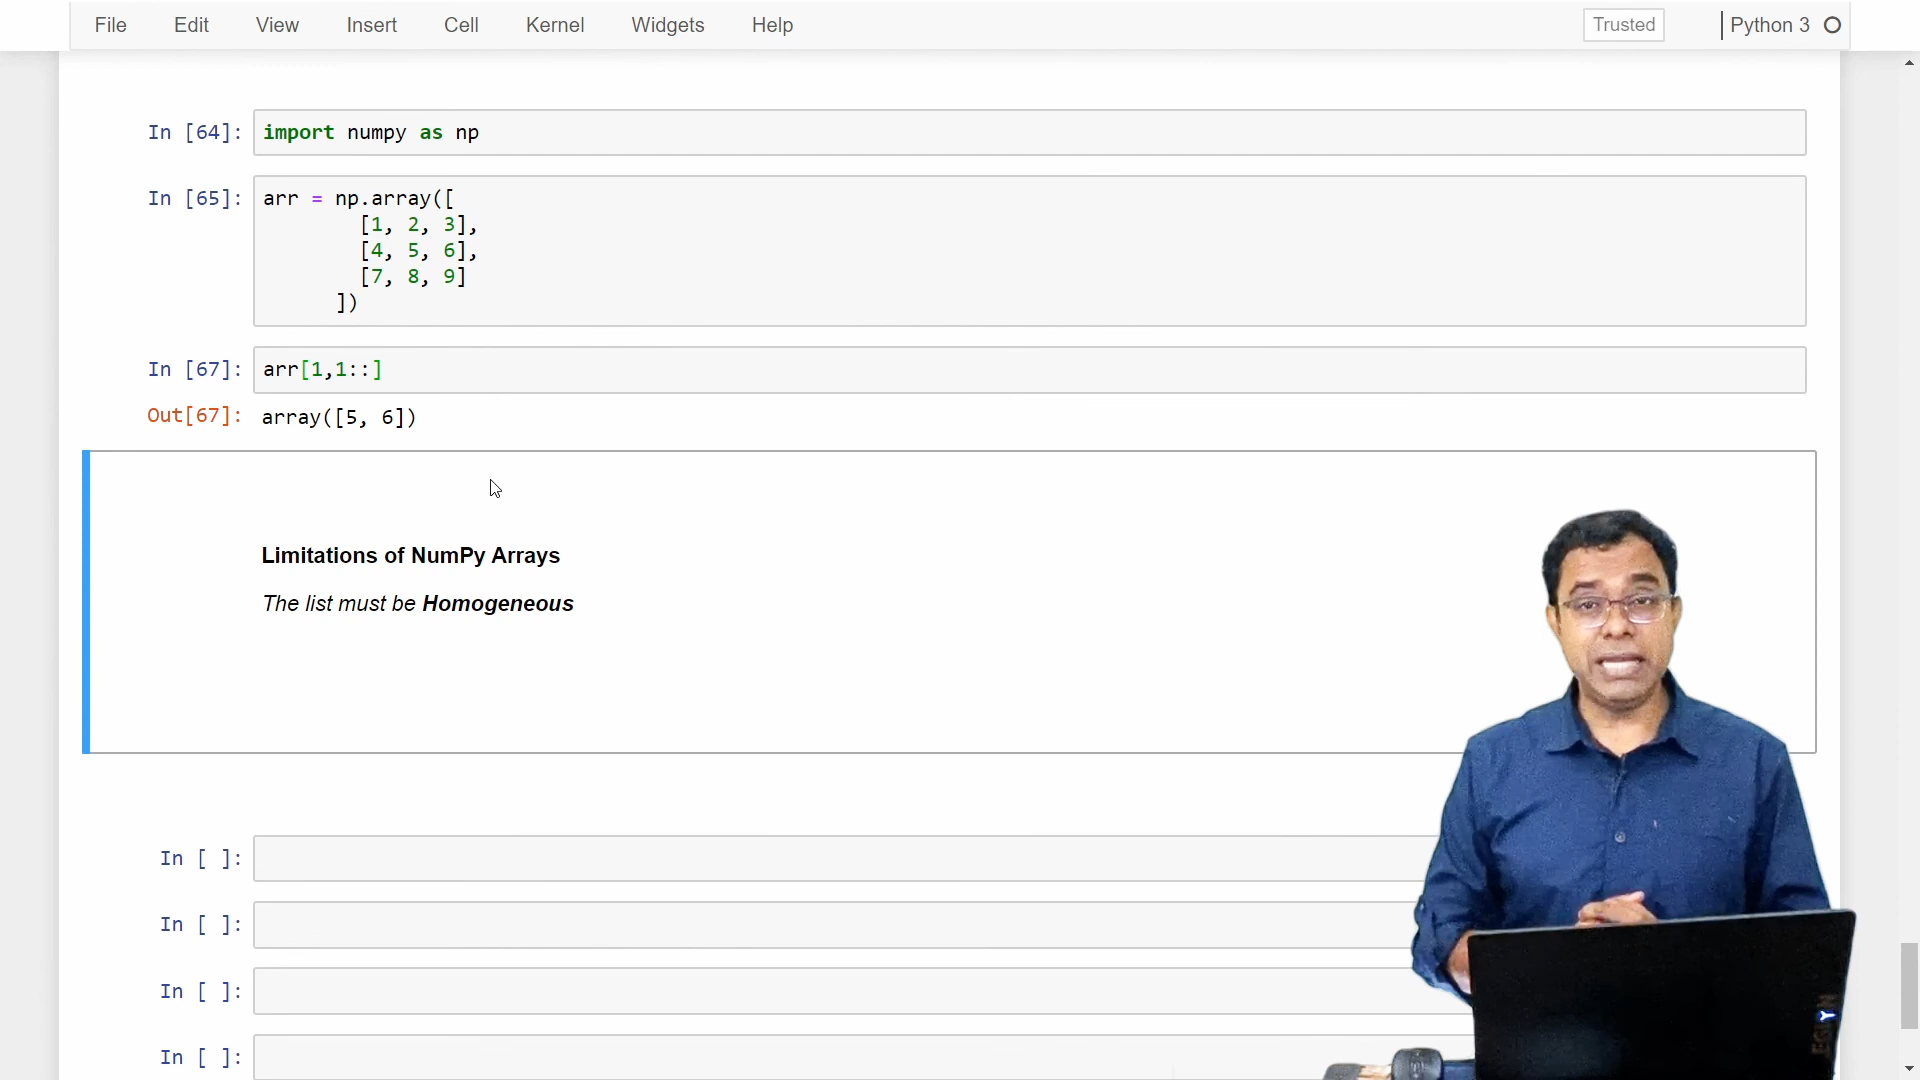 File Edit View Insert Cell Kernel Widgets Help Trusted Python 3
In [64]: import numpy as np
In [65]: arr = np.array([
[1, 2, 3],
[4, 5, 6],
[7, 8, 9]
])
In [67]: arr[1,1::]
Out[67]: array([5, 6])
Limitations of NumPy Arrays
The list must be Homogeneous
In [ ]:
In [ ]:
In [ ]:
In [ ]: